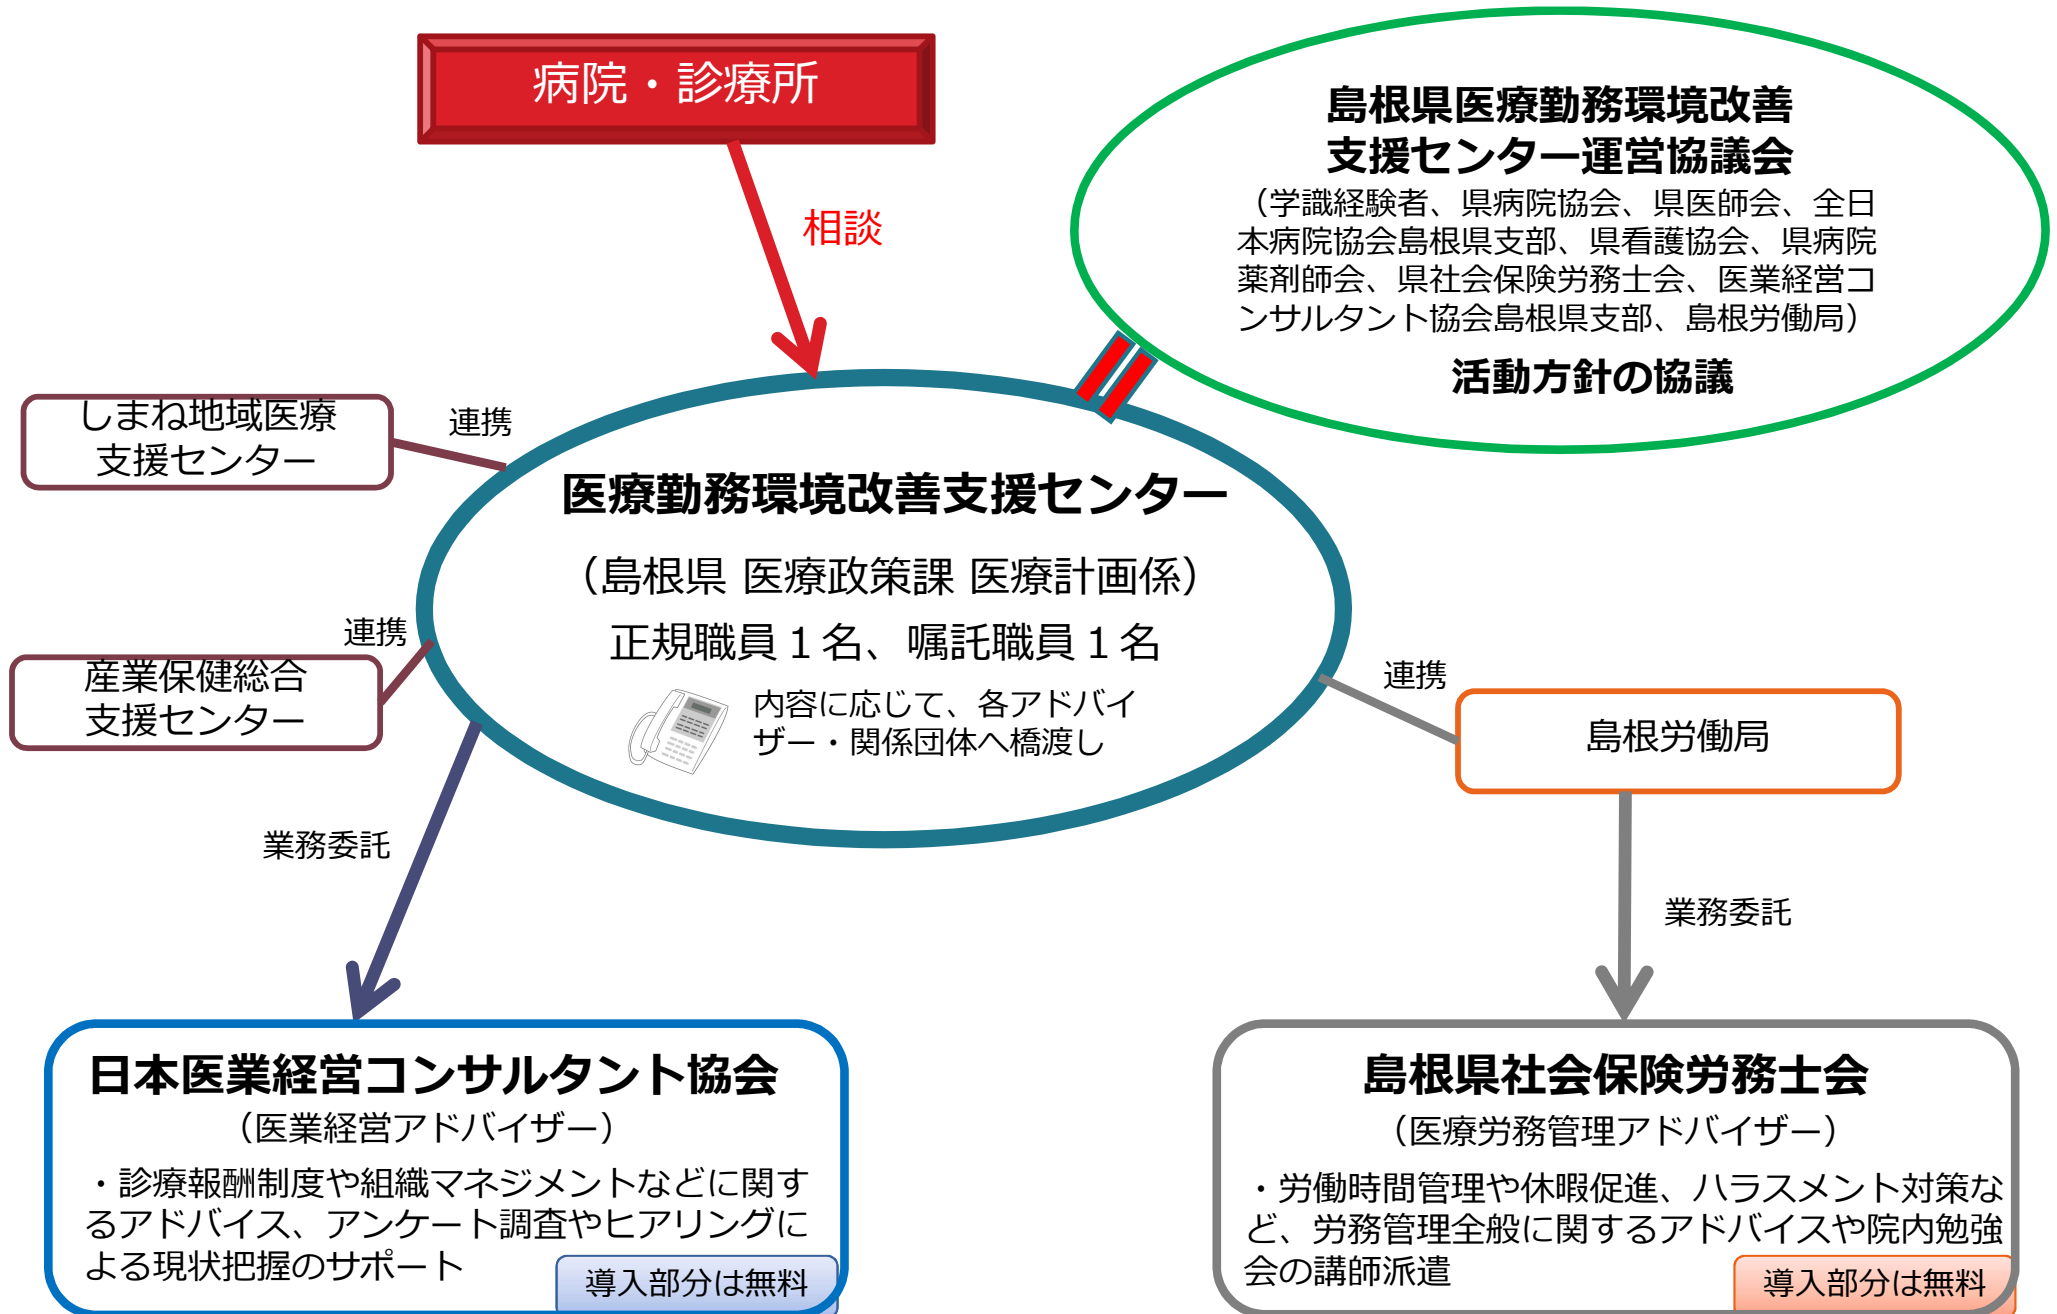 病院・診療所
島根県医療勤務環境改善
支援センター運営協議会
（学識経験者、県病院協会、県医師会、全日
本病院協会島根県支部、県看護協会、県病院
薬剤師会、県社会保険労務士会、医業経営コ
ンサルタント協会島根県支部、島根労働局）
活動方針の協議
相談
しまね地域医療
支援センター
連携
医療勤務環境改善支援センター
（島根県 医療政策課 医療計画係）
正規職員１名、嘱託職員１名
内容に応じて、各アドバイ
ザー・関係団体へ橋渡し
連携
産業保健総合
支援センター
連携
島根労働局
業務委託
業務委託
日本医業経営コンサルタント協会
（医業経営アドバイザー）
・診療報酬制度や組織マネジメントなどに関す
るアドバイス、アンケート調査やヒアリングに
よる現状把握のサポート
導入部分は無料
島根県社会保険労務士会
（医療労務管理アドバイザー）
・労働時間管理や休暇促進、ハラスメント対策な
ど、労務管理全般に関するアドバイスや院内勉強
会の講師派遣
導入部分は無料